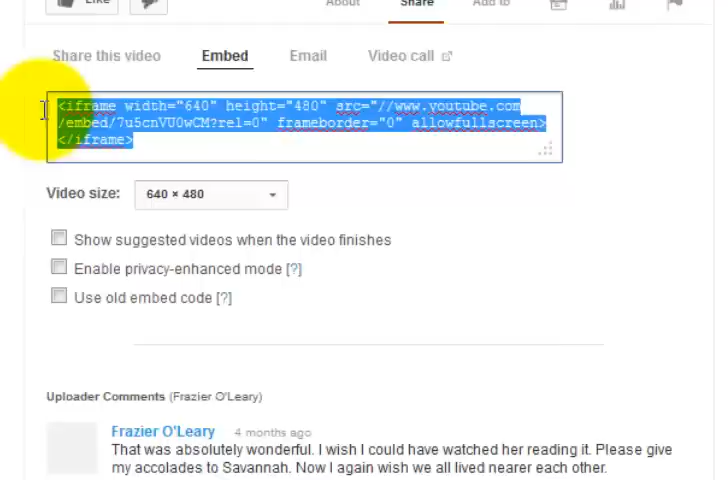 Like About Share Add to
Share this video Embed Email Video call
<iframe width="640" height="480" src="//www.youtube.com
/embed/7u5cnVU0wCM?rel=0" frameborder="0" allowfullscreen>
</iframe>
Video size: 640 × 480
Show suggested videos when the video finishes
Enable privacy-enhanced mode [?]
Use old embed code [?]
Uploader Comments (Frazier O'Leary)
Frazier O'Leary 4 months ago
That was absolutely wonderful. I wish I could have watched her reading it. Please give
my accolades to Savannah. Now I again wish we all lived nearer each other.